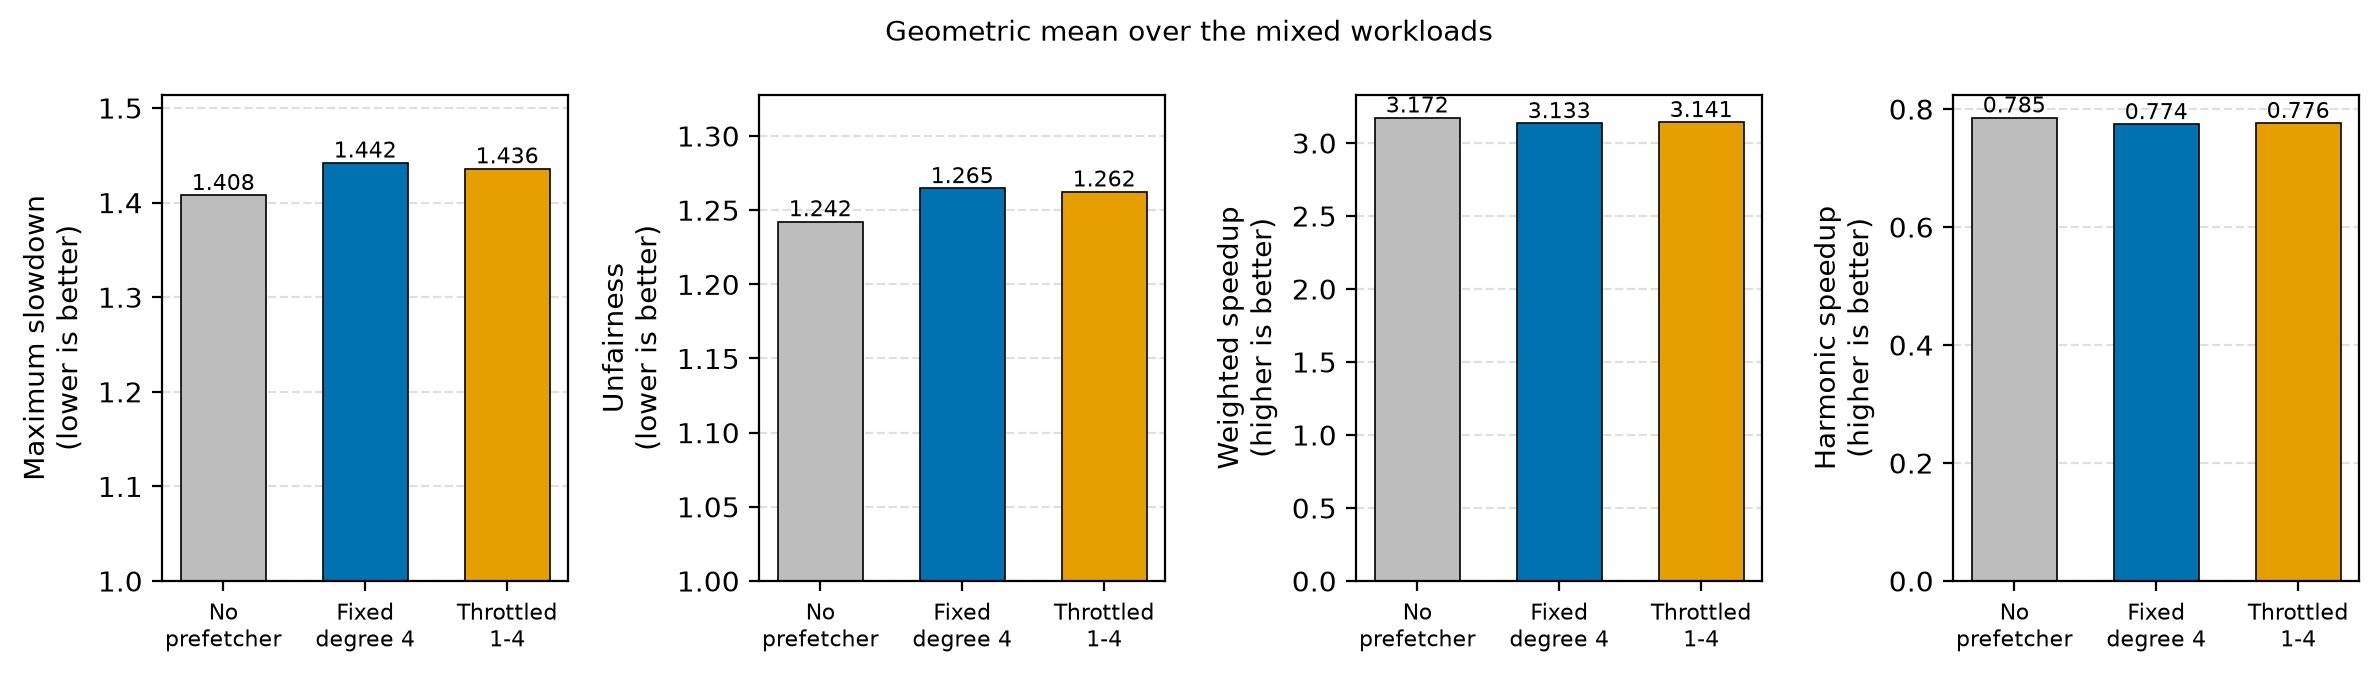 Geometric mean over the mixed workloads
Maximum slowdown
(lower is better)
1.5
1.4
1.3
1.2
1.1
1.0
1.408
1.442
1.436
No
prefetcher
Fixed
degree 4
Throttled
1-4
Unfairness
(lower is better)
1.30
1.25
1.20
1.15
1.10
1.05
1.00
1.242
1.265
1.262
No
prefetcher
Fixed
degree 4
Throttled
1-4
Weighted speedup
(higher is better)
3.0
2.5
2.0
1.5
1.0
0.5
0.0
3.172
3.133
3.141
No
prefetcher
Fixed
degree 4
Throttled
1-4
Harmonic speedup
(higher is better)
0.8
0.6
0.4
0.2
0.0
0.785
0.774
0.776
No
prefetcher
Fixed
degree 4
Throttled
1-4